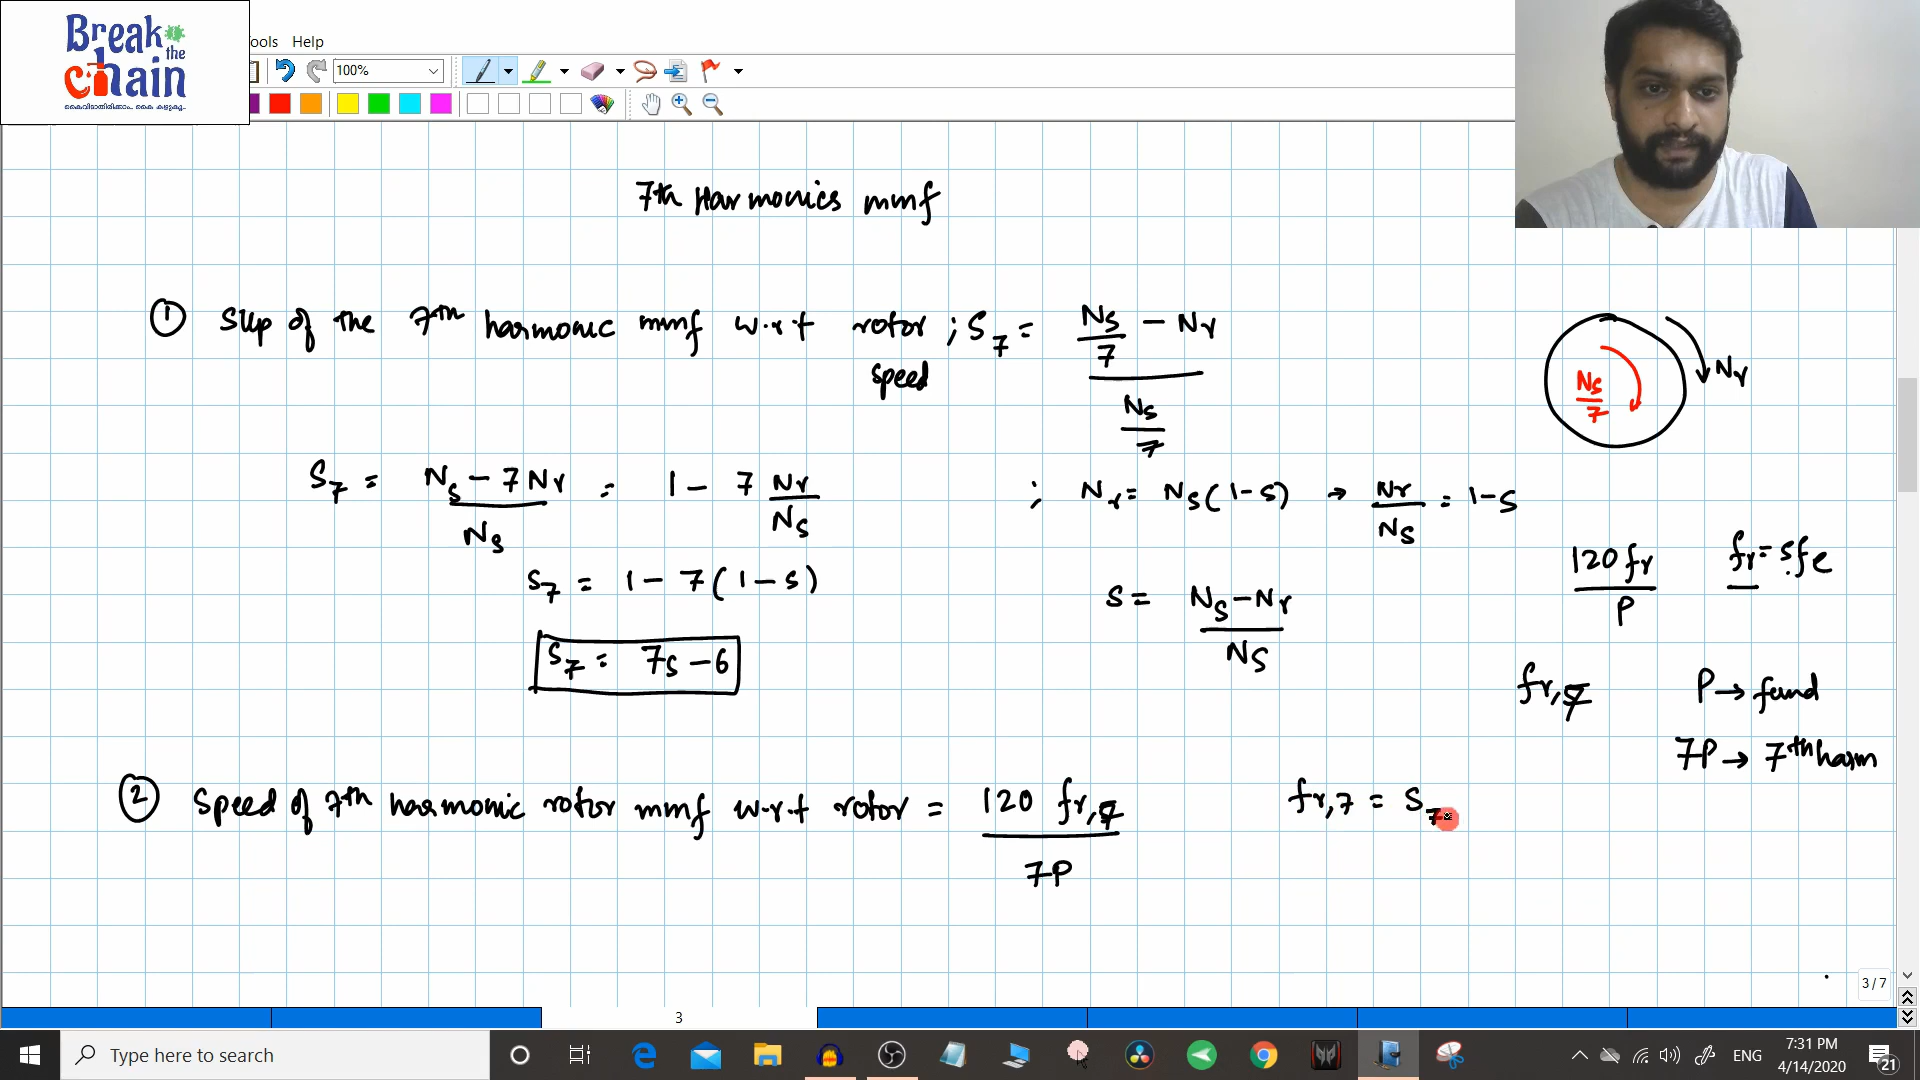 Break
the
chain
കൈവിടാതിരിക്കാം കൈ കഴുകൂ..
ools Help
100%
7th Harmonics mmf
① Slip of the 7th harmonic mmf w.r.t rotor speed ; S7 = (Ns/7 - Nr) / (Ns/7)
Ns/7
Nr
S7 = (Ns - 7Nr)/Ns = 1 - 7 Nr/Ns ; Nr = Ns(1-s) → Nr/Ns = 1-s
S7 = 1 - 7(1-s)
S = (Ns - Nr)/Ns
120fr/P fr = sfe
S7 = 7s - 6
fr,7 P → fund
7P → 7th harm
② Speed of 7th harmonic rotor mmf w.r.t rotor = 120 fr,7 / 7P fr,7 = S7
3 / 7
3
Type here to search
ENG
7:31 PM
4/14/2020
21